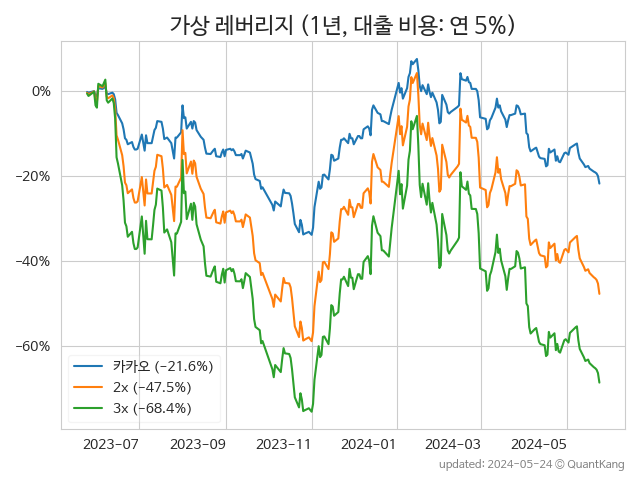 가상 레버리지 (1년, 대출 비용: 연 5%)
0%
−20%
−40%
−60%
카카오 (−21.6%)
2x (−47.5%)
3x (−68.4%)
2023−07 2023−09 2023−11 2024−01 2024−03 2024−05
updated: 2024−05−24 © QuantKang